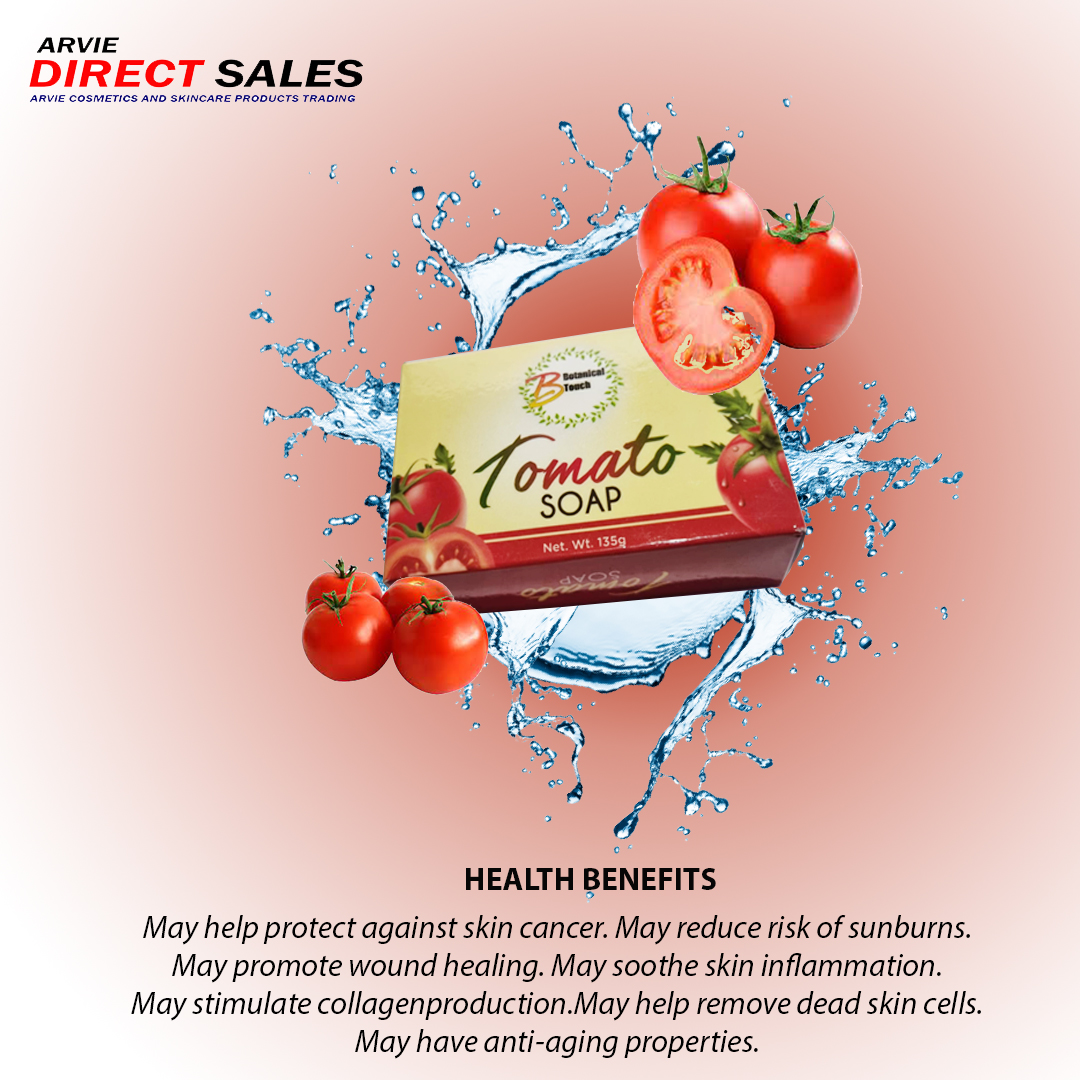 ARVIE
DIRECT SALES
ARVIE COSMETICS AND SKINCARE PRODUCTS TRADING
B Botanical
Touch
Tomato
SOAP
Net. Wt. 135g
Tomato
SOAP
HEALTH BENEFITS
May help protect against skin cancer. May reduce risk of sunburns.
May promote wound healing. May soothe skin inflammation.
May stimulate collagenproduction.May help remove dead skin cells.
May have anti-aging properties.